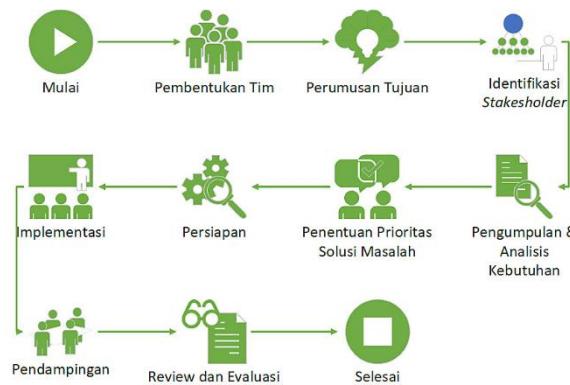 Mulai
Pembentukan Tim
Perumusan Tujuan
Identifikasi
Stakesholder
Pengumpulan &
Analisis
Kebutuhan
Penentuan Prioritas
Solusi Masalah
Persiapan
Implementasi
Pendampingan
Review dan Evaluasi
Selesai